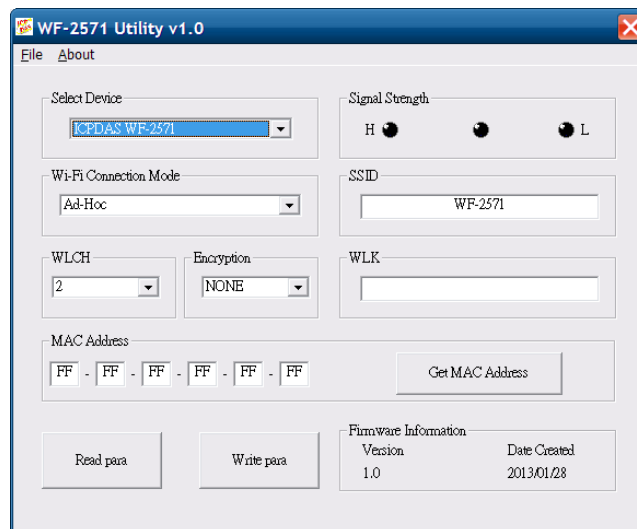 WF-2571 Utility v1.0
File About
Select Device
ICPDAS WF-2571
Signal Strength
H L
Wi-Fi Connection Mode
Ad-Hoc
SSID
WF-2571
WLCH
2
Encryption
NONE
WLK
MAC Address
FF - FF - FF - FF - FF - FF
Get MAC Address
Read para
Write para
Firmware Information
Version Date Created
1.0 2013/01/28